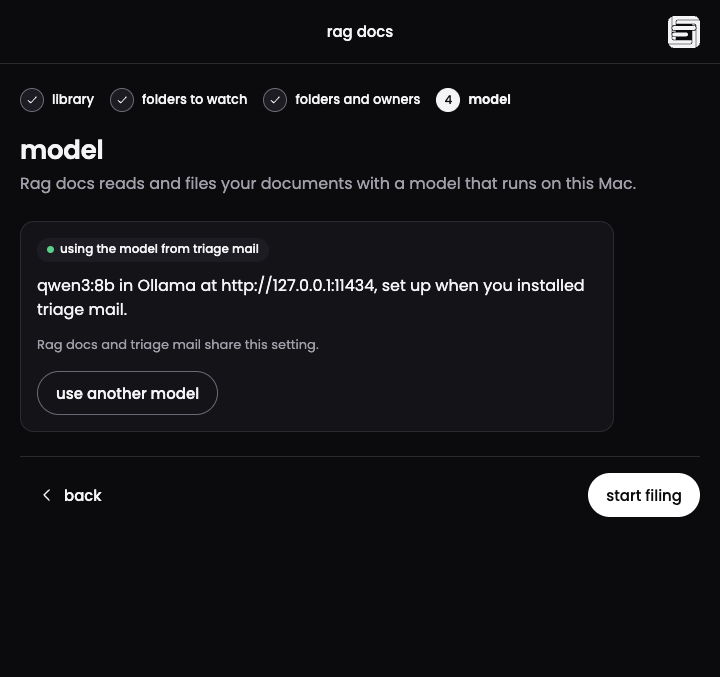 rag docs
library
folders to watch
folders and owners
4 model
model
Rag docs reads and files your documents with a model that runs on this Mac.
using the model from triage mail
qwen3:8b in Ollama at http://127.0.0.1:11434, set up when you installed
triage mail.
Rag docs and triage mail share this setting.
use another model
back
start filing